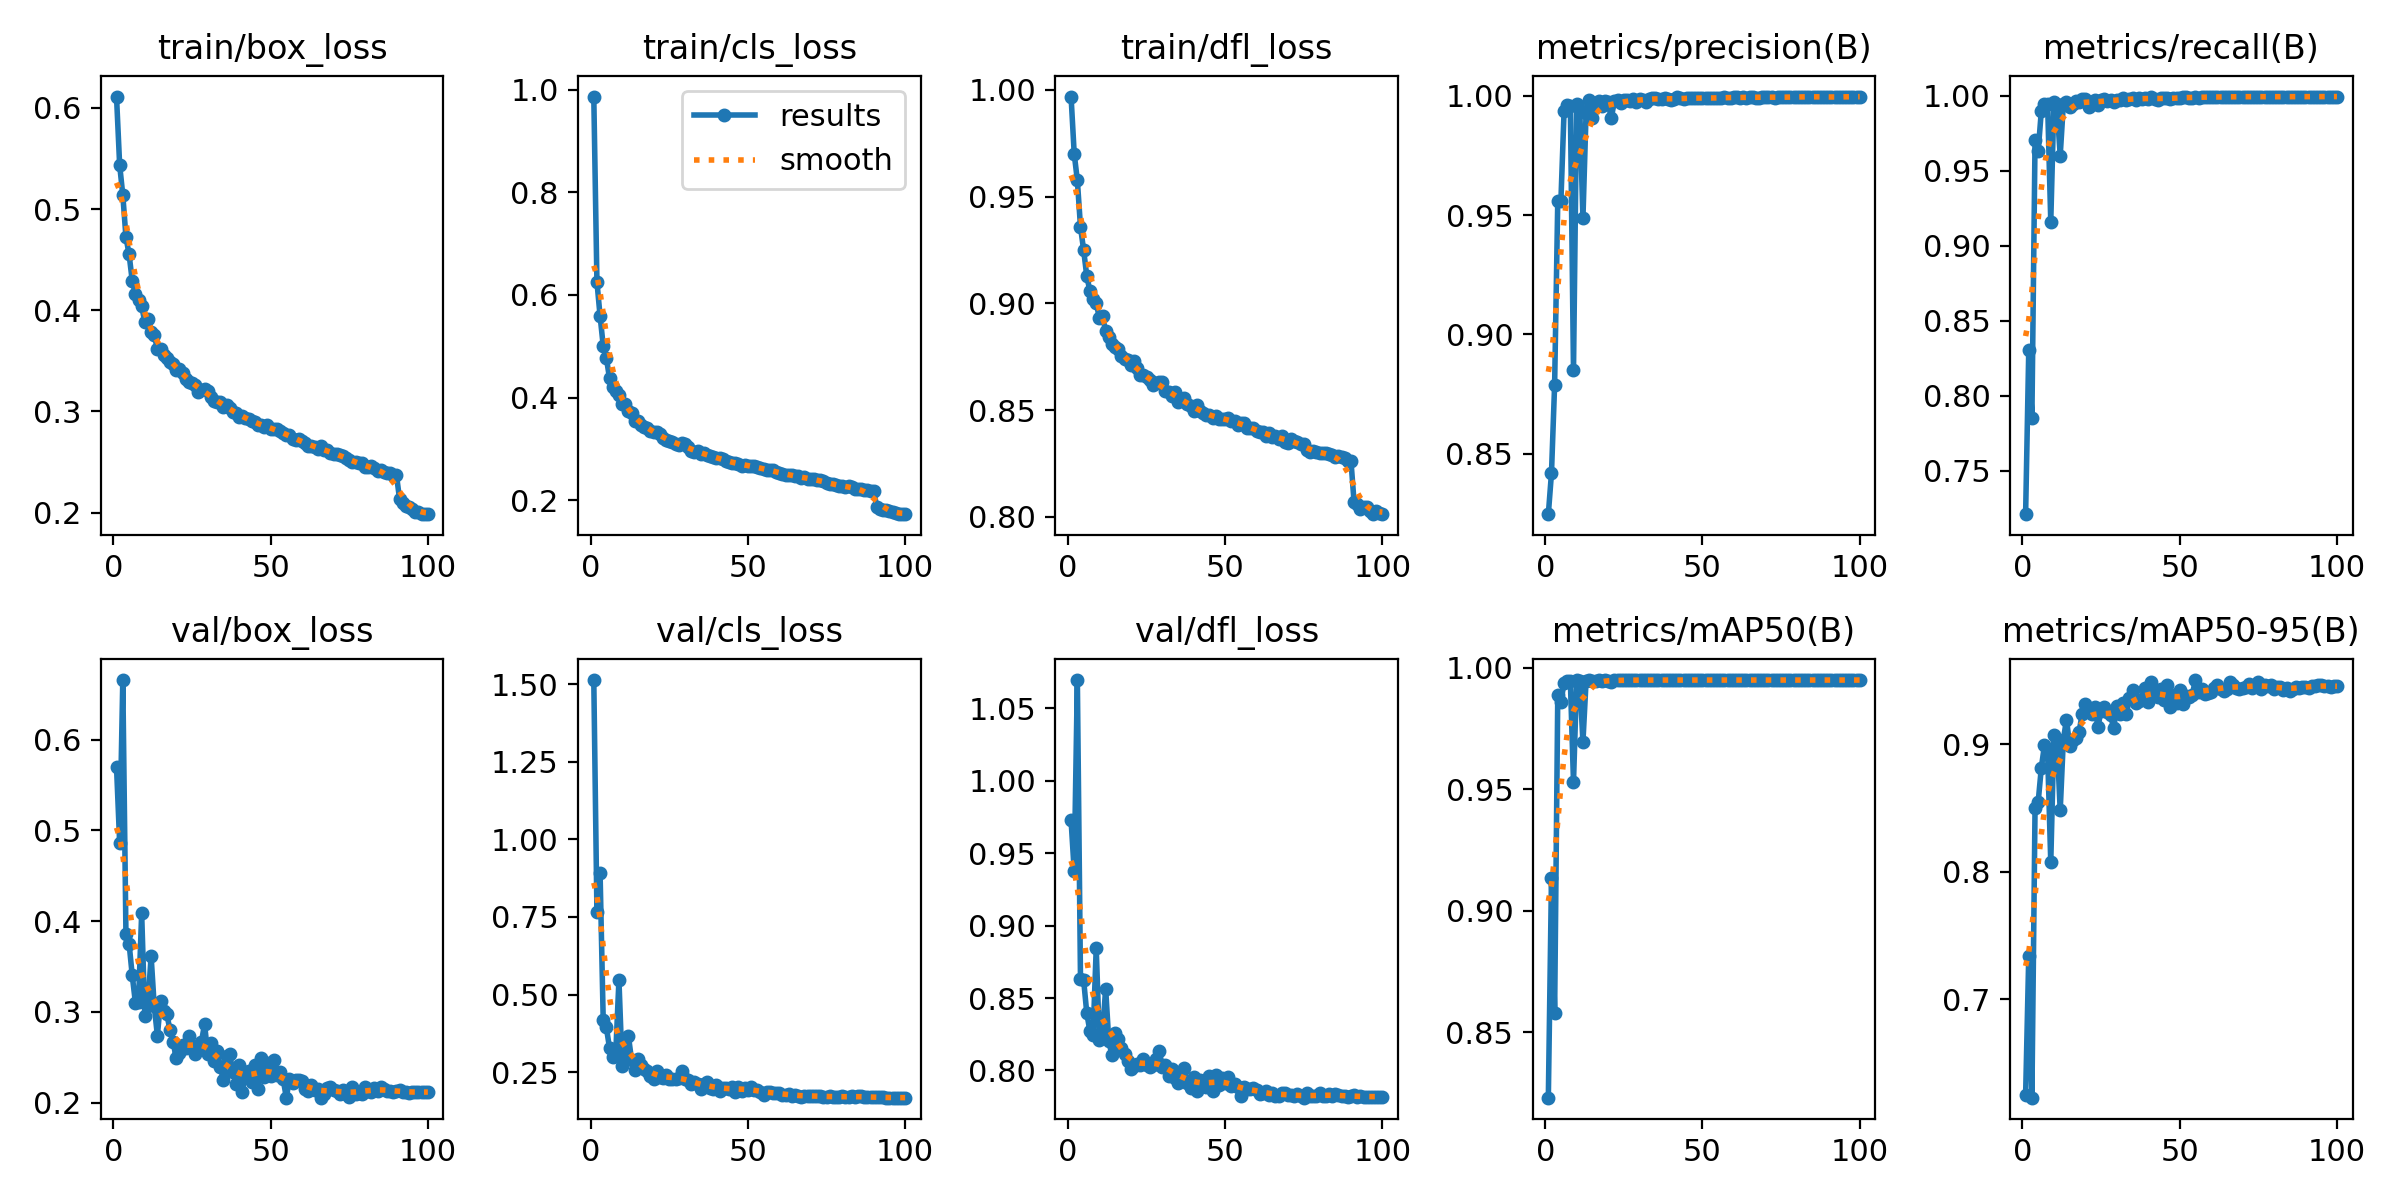 train/box_loss
0.6
0.5
0.4
0.3
0.2
0 50 100
train/cls_loss
results
smooth
1.0
0.8
0.6
0.4
0.2
0 50 100
train/dfl_loss
1.00
0.95
0.90
0.85
0.80
0 50 100
metrics/precision(B)
1.00
0.95
0.90
0.85
0 50 100
metrics/recall(B)
1.00
0.95
0.90
0.85
0.80
0.75
0 50 100
val/box_loss
0.6
0.5
0.4
0.3
0.2
0 50 100
val/cls_loss
1.50
1.25
1.00
0.75
0.50
0.25
0 50 100
val/dfl_loss
1.05
1.00
0.95
0.90
0.85
0.80
0 50 100
metrics/mAP50(B)
1.00
0.95
0.90
0.85
0 50 100
metrics/mAP50-95(B)
0.9
0.8
0.7
0 50 100